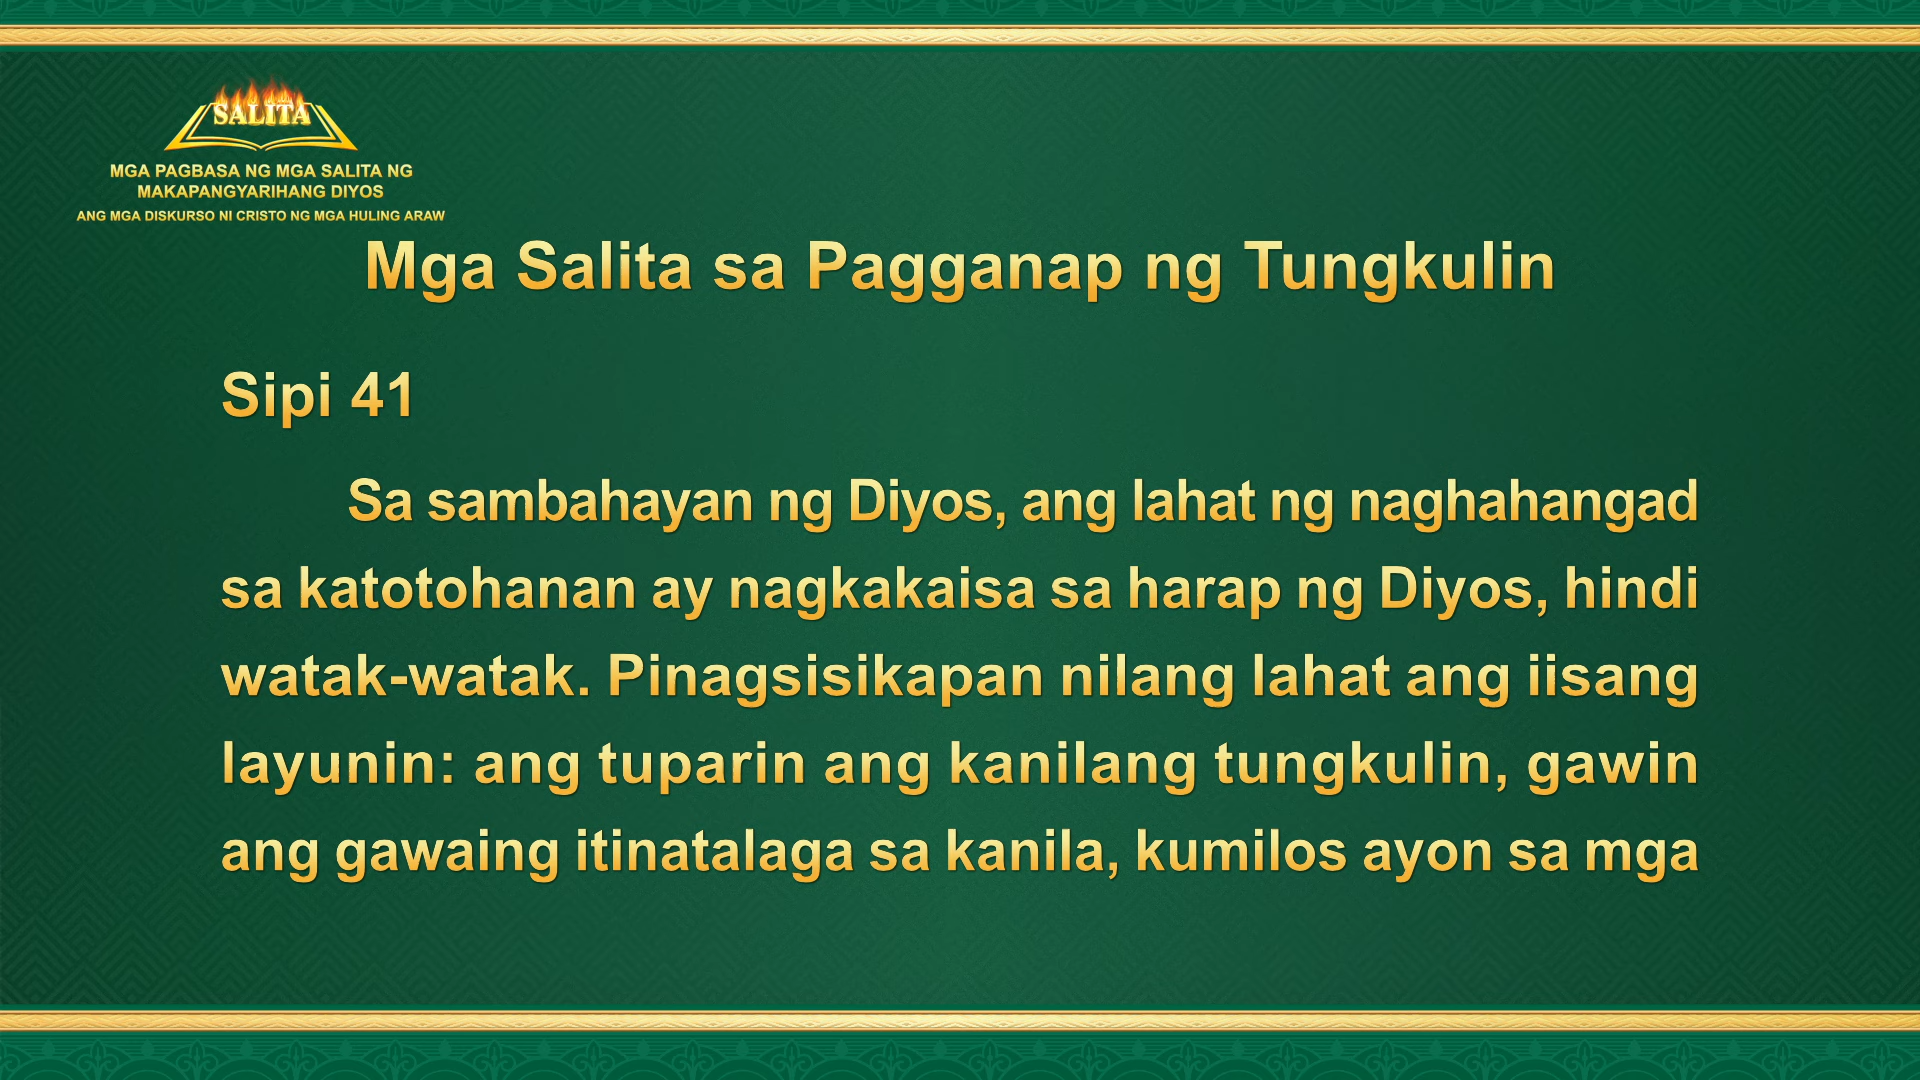 SALITA
MGA PAGBASA NG MGA SALITA NG
MAKAPANGYARIHANG DIYOS
ANG MGA DISKURSO NI CRISTO NG MGA HULING ARAW
Mga Salita sa Pagganap ng Tungkulin
Sipi 41
Sa sambahayan ng Diyos, ang lahat ng naghahangad
sa katotohanan ay nagkakaisa sa harap ng Diyos, hindi
watak-watak. Pinagsisikapan nilang lahat ang iisang
layunin: ang tuparin ang kanilang tungkulin, gawin
ang gawaing itinatalaga sa kanila, kumilos ayon sa mga